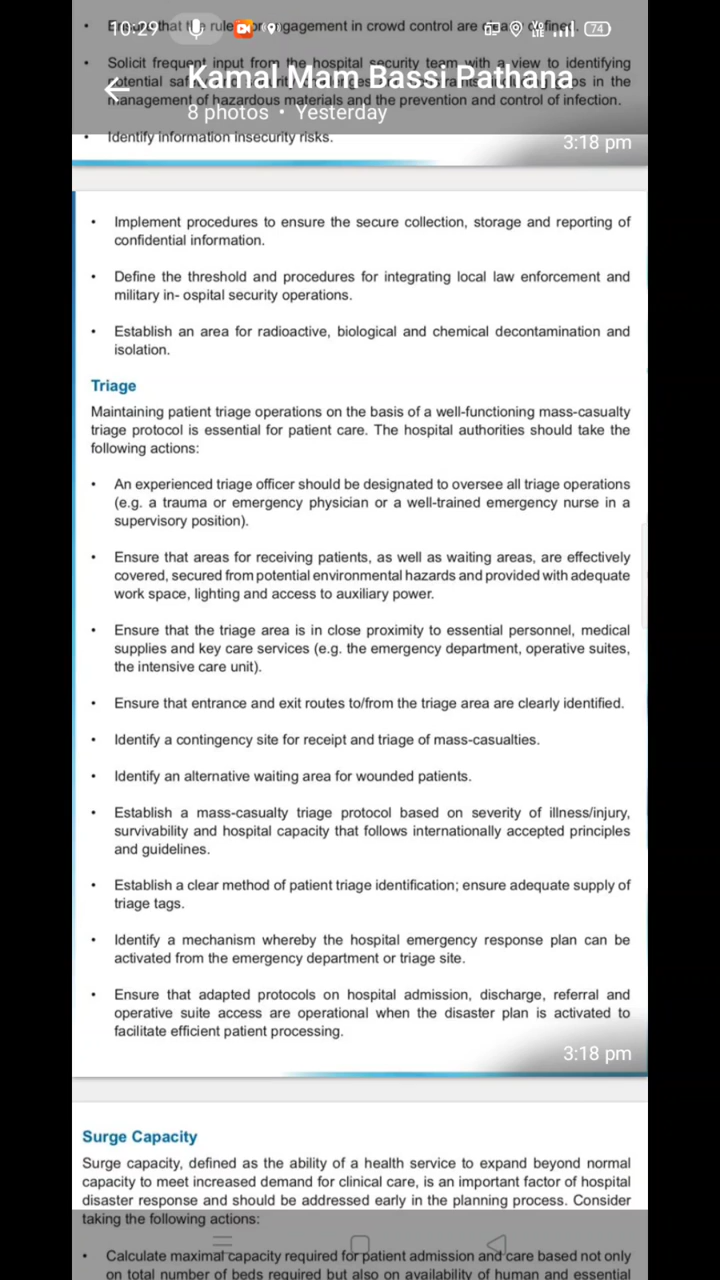 10:29
74
• Ensure that the rules for engagement in crowd control are clearly defined.
• Solicit frequent input from the hospital security team with a view to identifying
Kamal Mam Bassi Pathana
potential in the
management of hazardous materials and the prevention and control of infection.
8 photos • Yesterday
• Identify information insecurity risks.
3:18 pm
• Implement procedures to ensure the secure collection, storage and reporting of
confidential information.
• Define the threshold and procedures for integrating local law enforcement and
military in- ospital security operations.
• Establish an area for radioactive, biological and chemical decontamination and
isolation.
Triage
Maintaining patient triage operations on the basis of a well-functioning mass-casualty
triage protocol is essential for patient care. The hospital authorities should take the
following actions:
• An experienced triage officer should be designated to oversee all triage operations
(e.g. a trauma or emergency physician or a well-trained emergency nurse in a
supervisory position).
• Ensure that areas for receiving patients, as well as waiting areas, are effectively
covered, secured from potential environmental hazards and provided with adequate
work space, lighting and access to auxiliary power.
• Ensure that the triage area is in close proximity to essential personnel, medical
supplies and key care services (e.g. the emergency department, operative suites,
the intensive care unit).
• Ensure that entrance and exit routes to/from the triage area are clearly identified.
• Identify a contingency site for receipt and triage of mass-casualties.
• Identify an alternative waiting area for wounded patients.
• Establish a mass-casualty triage protocol based on severity of illness/injury,
survivability and hospital capacity that follows internationally accepted principles
and guidelines.
• Establish a clear method of patient triage identification; ensure adequate supply of
triage tags.
• Identify a mechanism whereby the hospital emergency response plan can be
activated from the emergency department or triage site.
• Ensure that adapted protocols on hospital admission, discharge, referral and
operative suite access are operational when the disaster plan is activated to
facilitate efficient patient processing.
3:18 pm
Surge Capacity
Surge capacity, defined as the ability of a health service to expand beyond normal
capacity to meet increased demand for clinical care, is an important factor of hospital
disaster response and should be addressed early in the planning process. Consider
taking the following actions:
• Calculate maximal capacity required for patient admission and care based not only
on total number of beds required but also on availability of human and essential